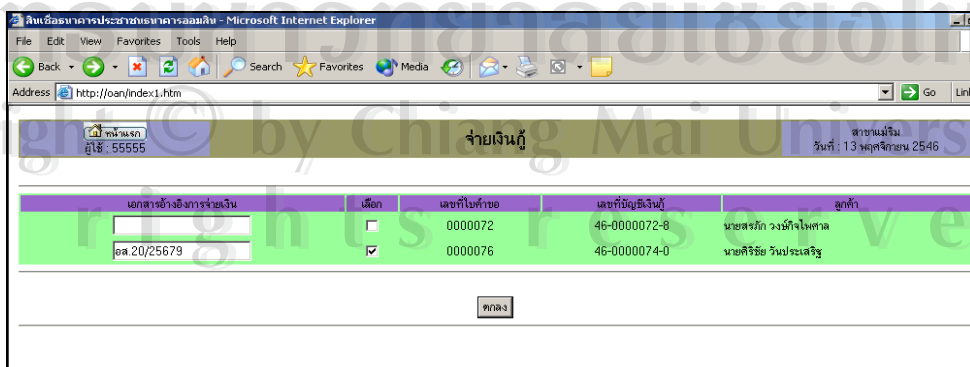 สินเชื่อธนาคารประชาชนธนาคารออมสิน - Microsoft Internet Explorer
File Edit View Favorites Tools Help
Back Search Favorites Media
Address http://oan/index1.htm Go Lin
หน้าแรก
ผู้ใช้ : 55555
จ่ายเงินกู้
สาขาแม่ริม
วันที่ : 13 พฤศจิกายน 2546
ight © by Chiang Mai Univers
เอกสารอ้างอิงการจ่ายเงิน เลือก เลขที่ใบคำขอ เลขที่บัญชีเงินกู้ ลูกค้า
0000072 46-0000072-8 นายสรภัก วงษ์กิจไพศาล
อส.20/25679 0000076 46-0000074-0 นายศิริชัย วันประเสริฐ
rights reserve
ตกลง